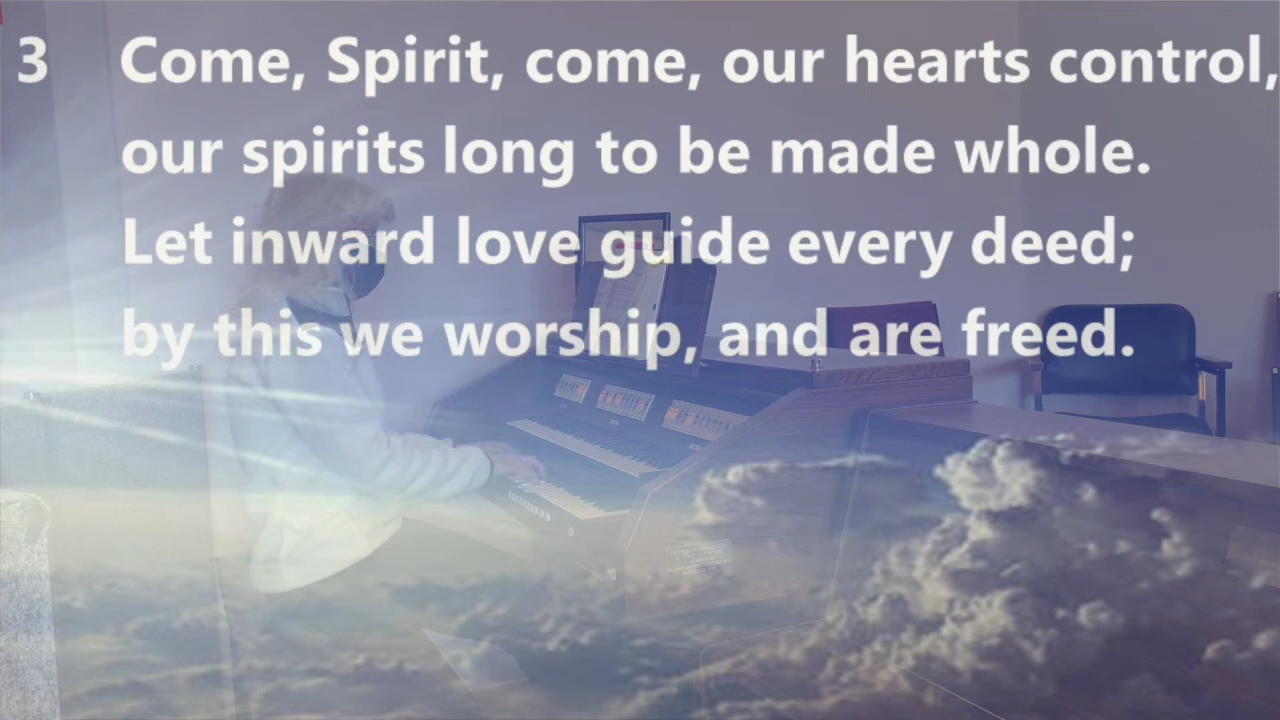 3 Come, Spirit, come, our hearts control,
our spirits long to be made whole.
Let inward love guide every deed;
by this we worship, and are freed.